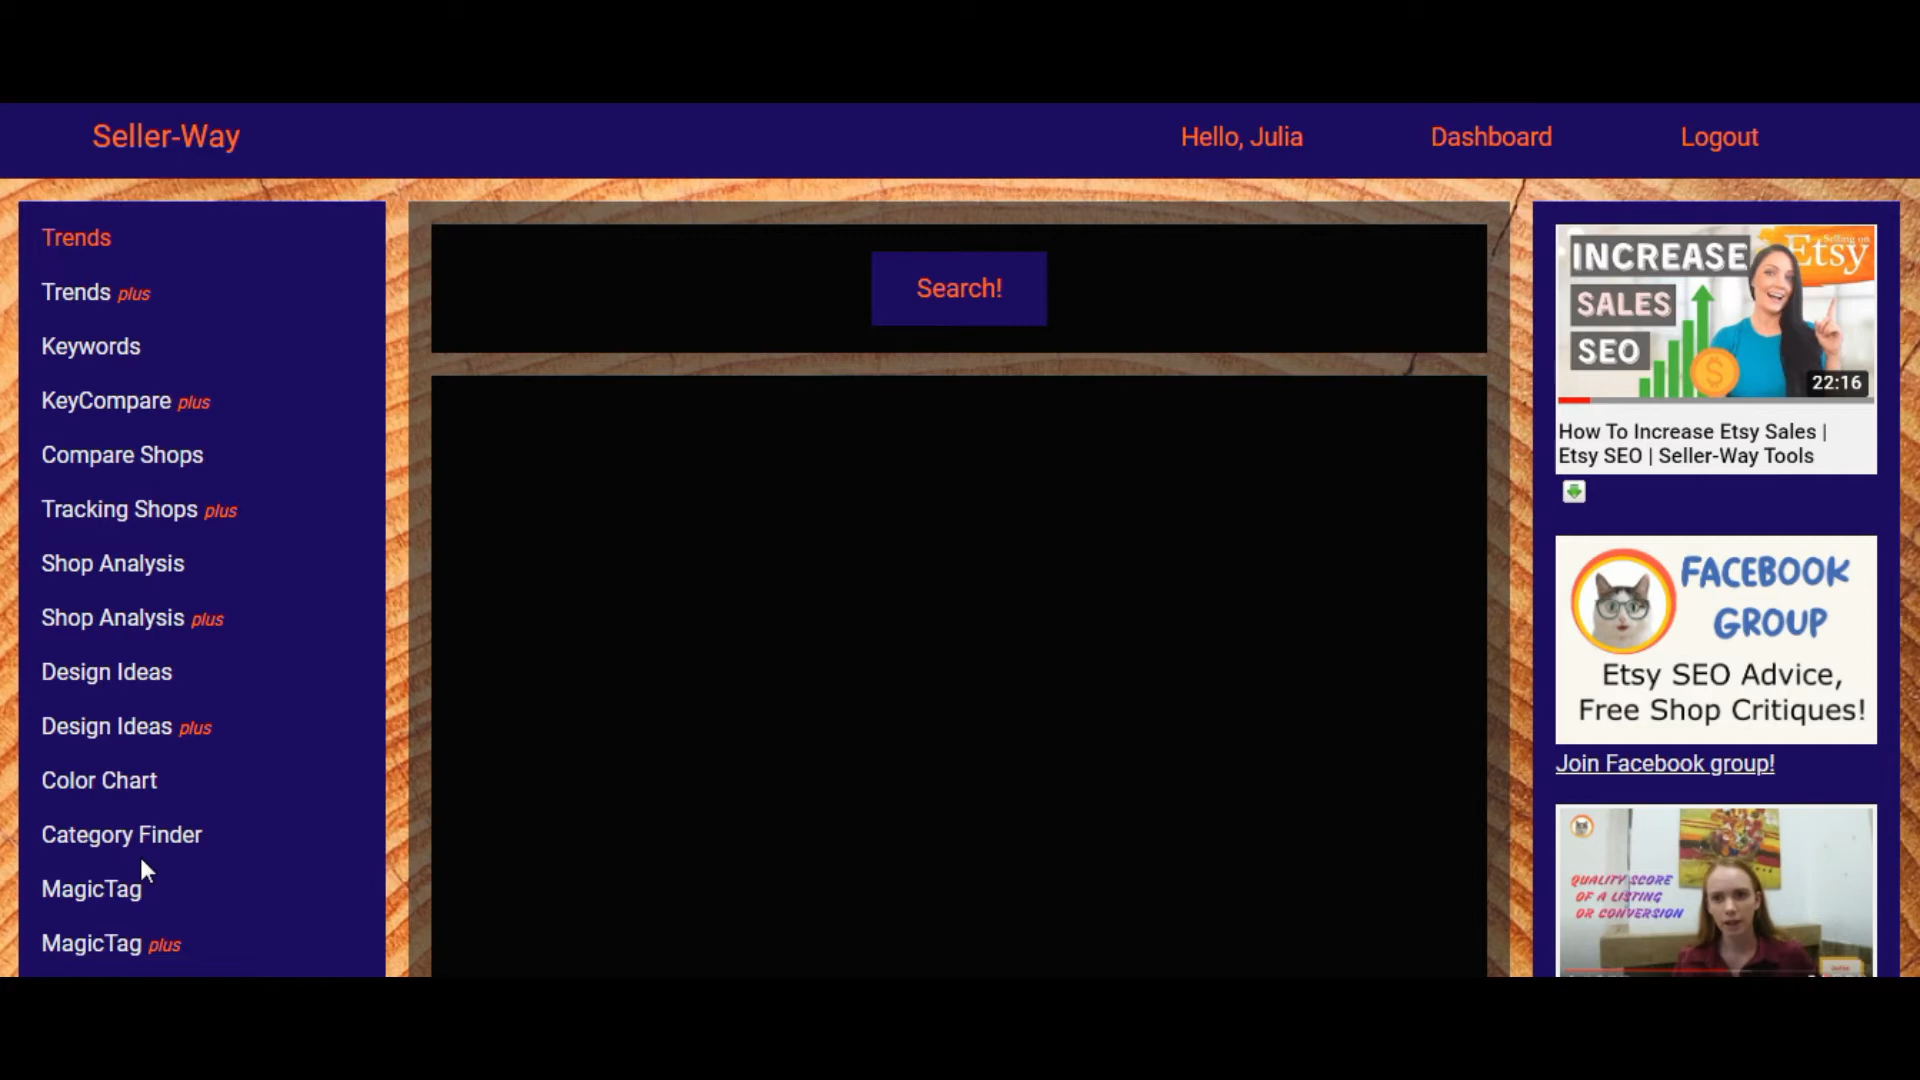 Seller-Way
Hello, Julia
Dashboard
Logout
Trends
Trends plus
Keywords
KeyCompare plus
Compare Shops
Tracking Shops plus
Shop Analysis
Shop Analysis plus
Design Ideas
Design Ideas plus
Color Chart
Category Finder
MagicTag
MagicTag plus
Search!
Selling on
Etsy
INCREASE
SALES
SEO
22:16
How To Increase Etsy Sales |
Etsy SEO | Seller-Way Tools
FACEBOOK
GROUP
Etsy SEO Advice,
Free Shop Critiques!
Join Facebook group!
QUALITY SCORE
OF A LISTING
OR CONVERSION